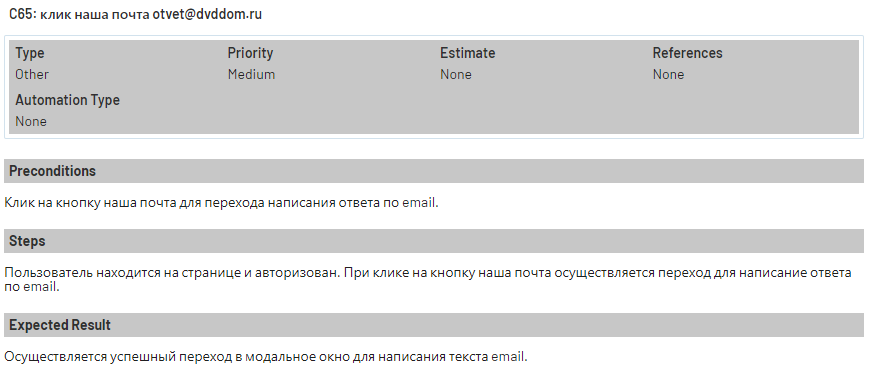 C65: клик наша почта otvet@dvddom.ru
Type Priority Estimate References
Other Medium None None
Automation Type
None
Preconditions
Клик на кнопку наша почта для перехода написания ответа по email.
Steps
Пользователь находится на странице и авторизован. При клике на кнопку наша почта осуществляется переход для написание ответа
по email.
Expected Result
Осуществляется успешный переход в модальное окно для написания текста email.